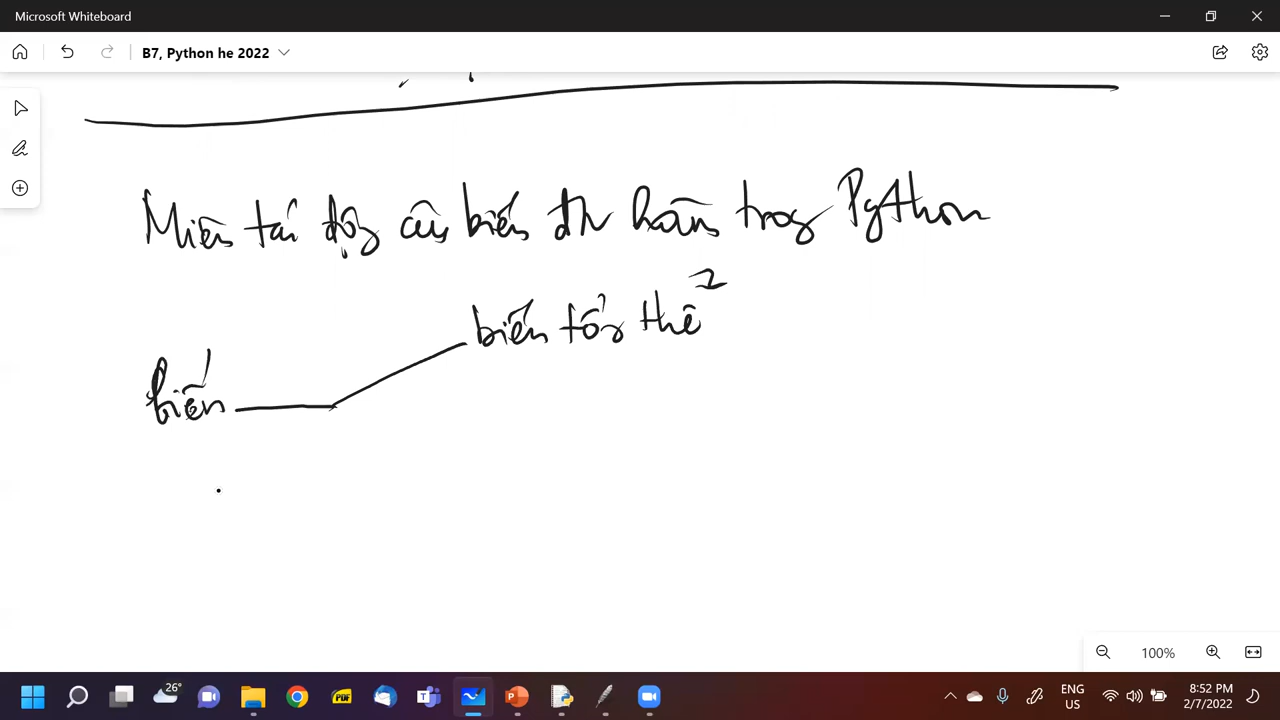 Microsoft Whiteboard
B7, Python he 2022
Miền tác động của biến, hàm trong Python
biến tổng thể
biến
100%
26°
PDF
ENG
US
8:52 PM
2/7/2022